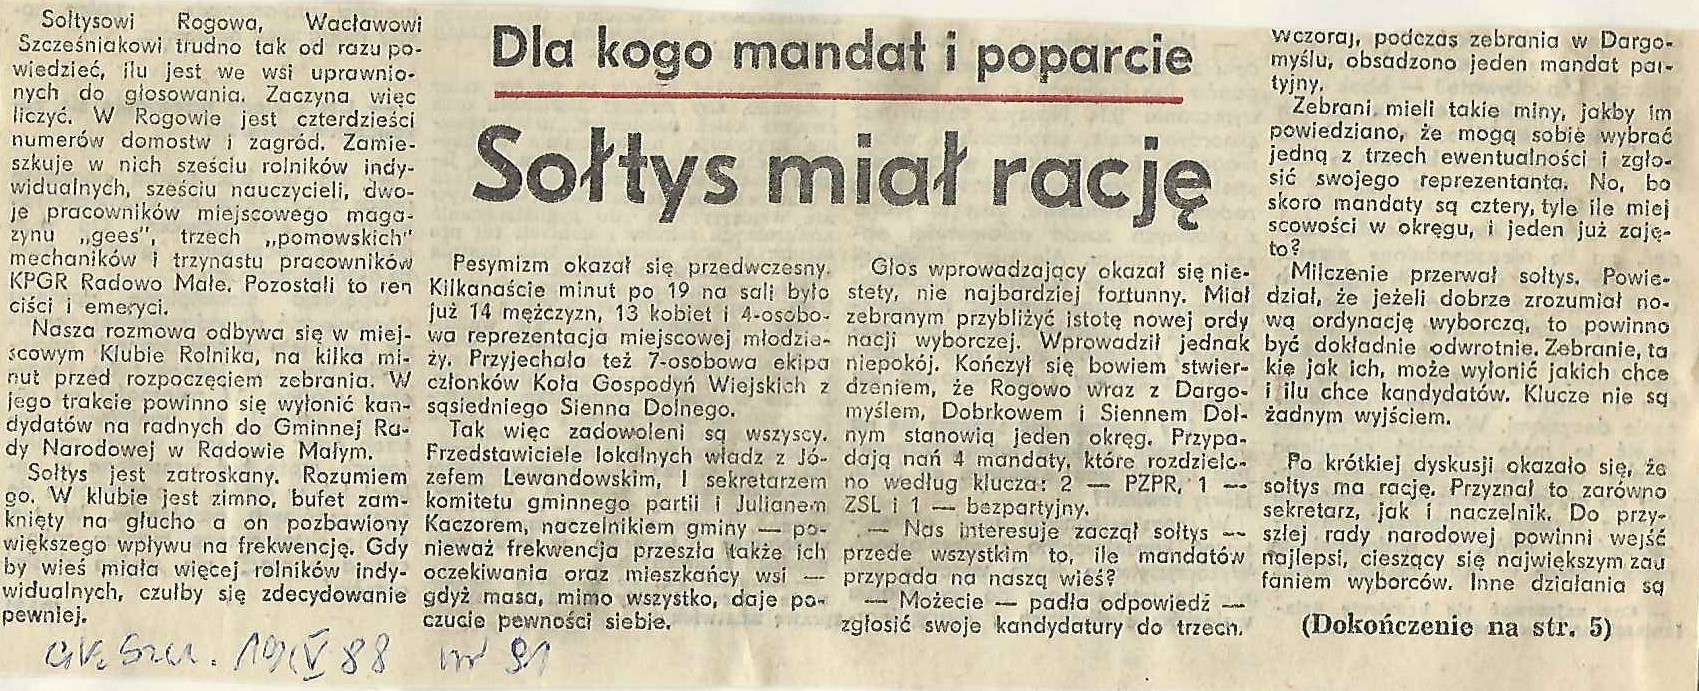 Dla kogo mandat i poparcie
Sołtys miał rację
Sołtysowi Rogowa, Wacławowi
Szcześniakowi trudno tak od razu po-
wiedzieć, ilu jest we wsi uprawnio-
nych do głosowania. Zaczyna więc
liczyć. W Rogowie jest czterdzieści
numerów domostw i zagród. Zamie-
szkuje w nich sześciu rolników indy-
widualnych, sześciu nauczycieli, dwo-
je pracowników miejscowego maga-
zynu „gees”, trzech „pomowskich”
mechaników i trzynastu pracowników
KPGR Radowo Małe. Pozostali to ren
ciści i emeryci.
Nasza rozmowa odbywa się w miej-
scowym Klubie Rolnika, na kilka mi-
nut przed rozpoczęciem zebrania. W
jego trakcie powinno się wyłonić kan-
dydatów na radnych do Gminnej Ra-
dy Narodowej w Radowie Małym.
Sołtys jest zatroskany. Rozumiem
go. W klubie jest zimno, bufet zam-
knięty na głucho a on pozbawiony
większego wpływu na frekwencję. Gdy
by wieś miała więcej rolników indy-
widualnych, czułby się zdecydowanie
pewniej.
Pesymizm okazał się przedwczesny.
Kilkanaście minut po 19 na sali było
już 14 mężczyzn, 13 kobiet i 4-osobo-
wa reprezentacja miejscowej młodzie-
ży. Przyjechała też 7-osobowa ekipa
członków Koła Gospodyń Wiejskich z
sąsiedniego Sienna Dolnego.
Tak więc zadowoleni są wszyscy.
Przedstawiciele lokalnych władz z Jó-
zefem Lewandowskim, I sekretarzem
komitetu gminnego partii i Julianem
Kaczorem, naczelnikiem gminy — po-
nieważ frekwencja przeszła także ich
oczekiwania oraz mieszkańcy wsi —
gdyż masa, mimo wszystko, daje po-
czucie pewności siebie.
Głos wprowadzający okazał się nie-
stety, nie najbardziej fortunny. Miał
zebranym przybliżyć istotę nowej ordy
nacji wyborczej. Wprowadził jednak
niepokój. Kończył się bowiem stwier-
dzeniem, że Rogowo wraz z Dargo-
myślem, Dobrkowem i Siennem Dol-
nym stanowią jeden okręg. Przypa-
dają nań 4 mandaty, które rozdzielo-
no według klucza: 2 — PZPR, 1 —
ZSL i 1 — bezpartyjny.
— Nas interesuje zaczął sołtys —
przede wszystkim to, ile mandatów
przypada na naszą wieś?
— Możecie — padła odpowiedź —
zgłosić swoje kandydatury do trzech.
Wczoraj, podczas zebrania w Dargo-
myślu, obsadzono jeden mandat par-
tyjny.
Zebrani mieli takie miny, jakby im
powiedziano, że mogą sobie wybrać
jedną z trzech ewentualności i zgło-
sić swojego reprezentanta. No, bo
skoro mandaty są cztery, tyle ile miej
scowości w okręgu, i jeden już zaję-
to?
Milczenie przerwał sołtys. Powie-
dział, że jeżeli dobrze zrozumiał no-
wą ordynację wyborczą, to powinno
być dokładnie odwrotnie. Zebranie, ta
kie jak ich, może wyłonić jakich chce
i ilu chce kandydatów. Klucze nie są
żadnym wyjściem.
Po krótkiej dyskusji okazało się, że
sołtys ma rację. Przyznał to zarówno
sekretarz, jak i naczelnik. Do przy-
szłej rady narodowej powinni wejść
najlepsi, cieszący się największym zau
faniem wyborców. Inne działania są
(Dokończenie na str. 5)
Gł. Szcz. 19 IV 88 nr 91